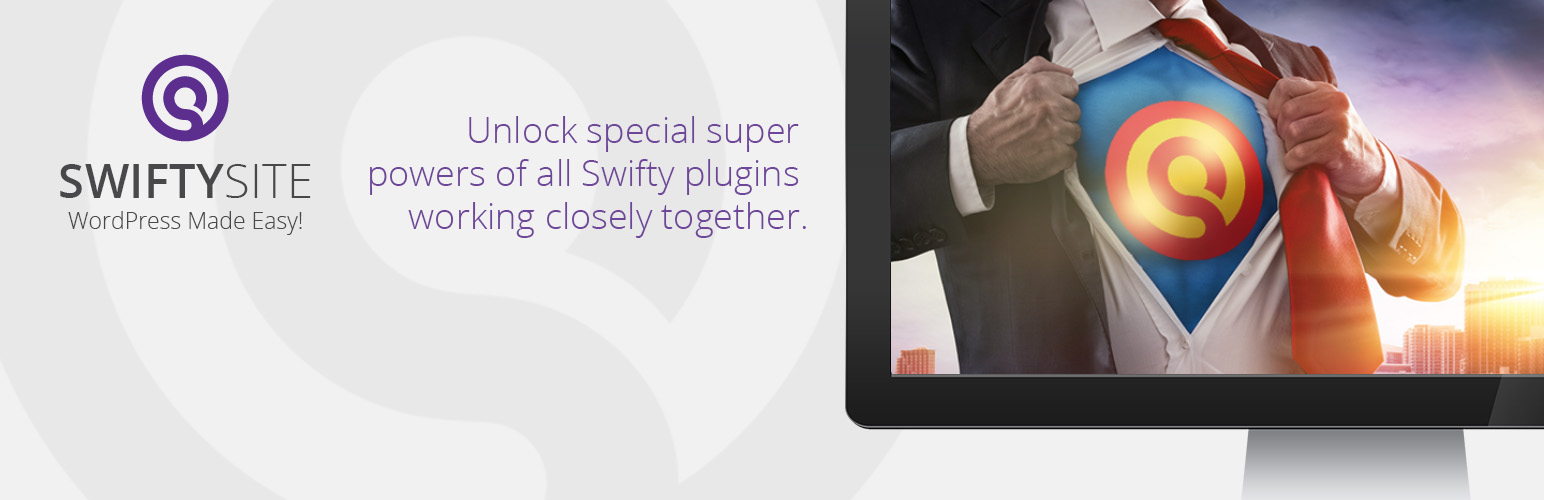 SWIFTYSITE
WordPress Made Easy!
Unlock special super
powers of all Swifty plugins
working closely together.